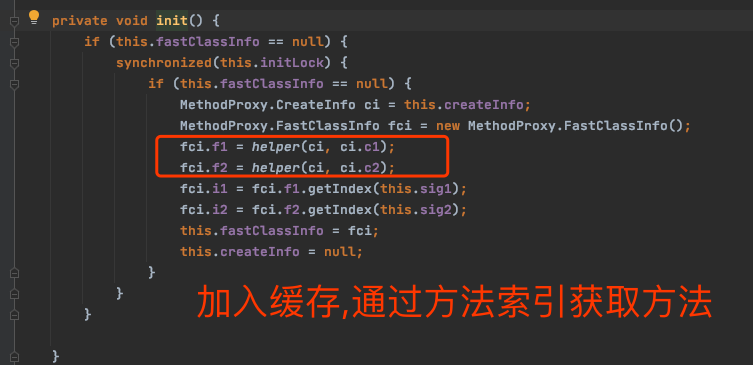 private void init() {
if (this.fastClassInfo == null) {
synchronized(this.initLock) {
if (this.fastClassInfo == null) {
MethodProxy.CreateInfo ci = this.createInfo;
MethodProxy.FastClassInfo fci = new MethodProxy.FastClassInfo();
fci.f1 = helper(ci, ci.c1);
fci.f2 = helper(ci, ci.c2);
fci.i1 = fci.f1.getIndex(this.sig1);
fci.i2 = fci.f2.getIndex(this.sig2);
this.fastClassInfo = fci;
this.createInfo = null;
}
}
}
加入缓存,通过方法索引获取方法
}